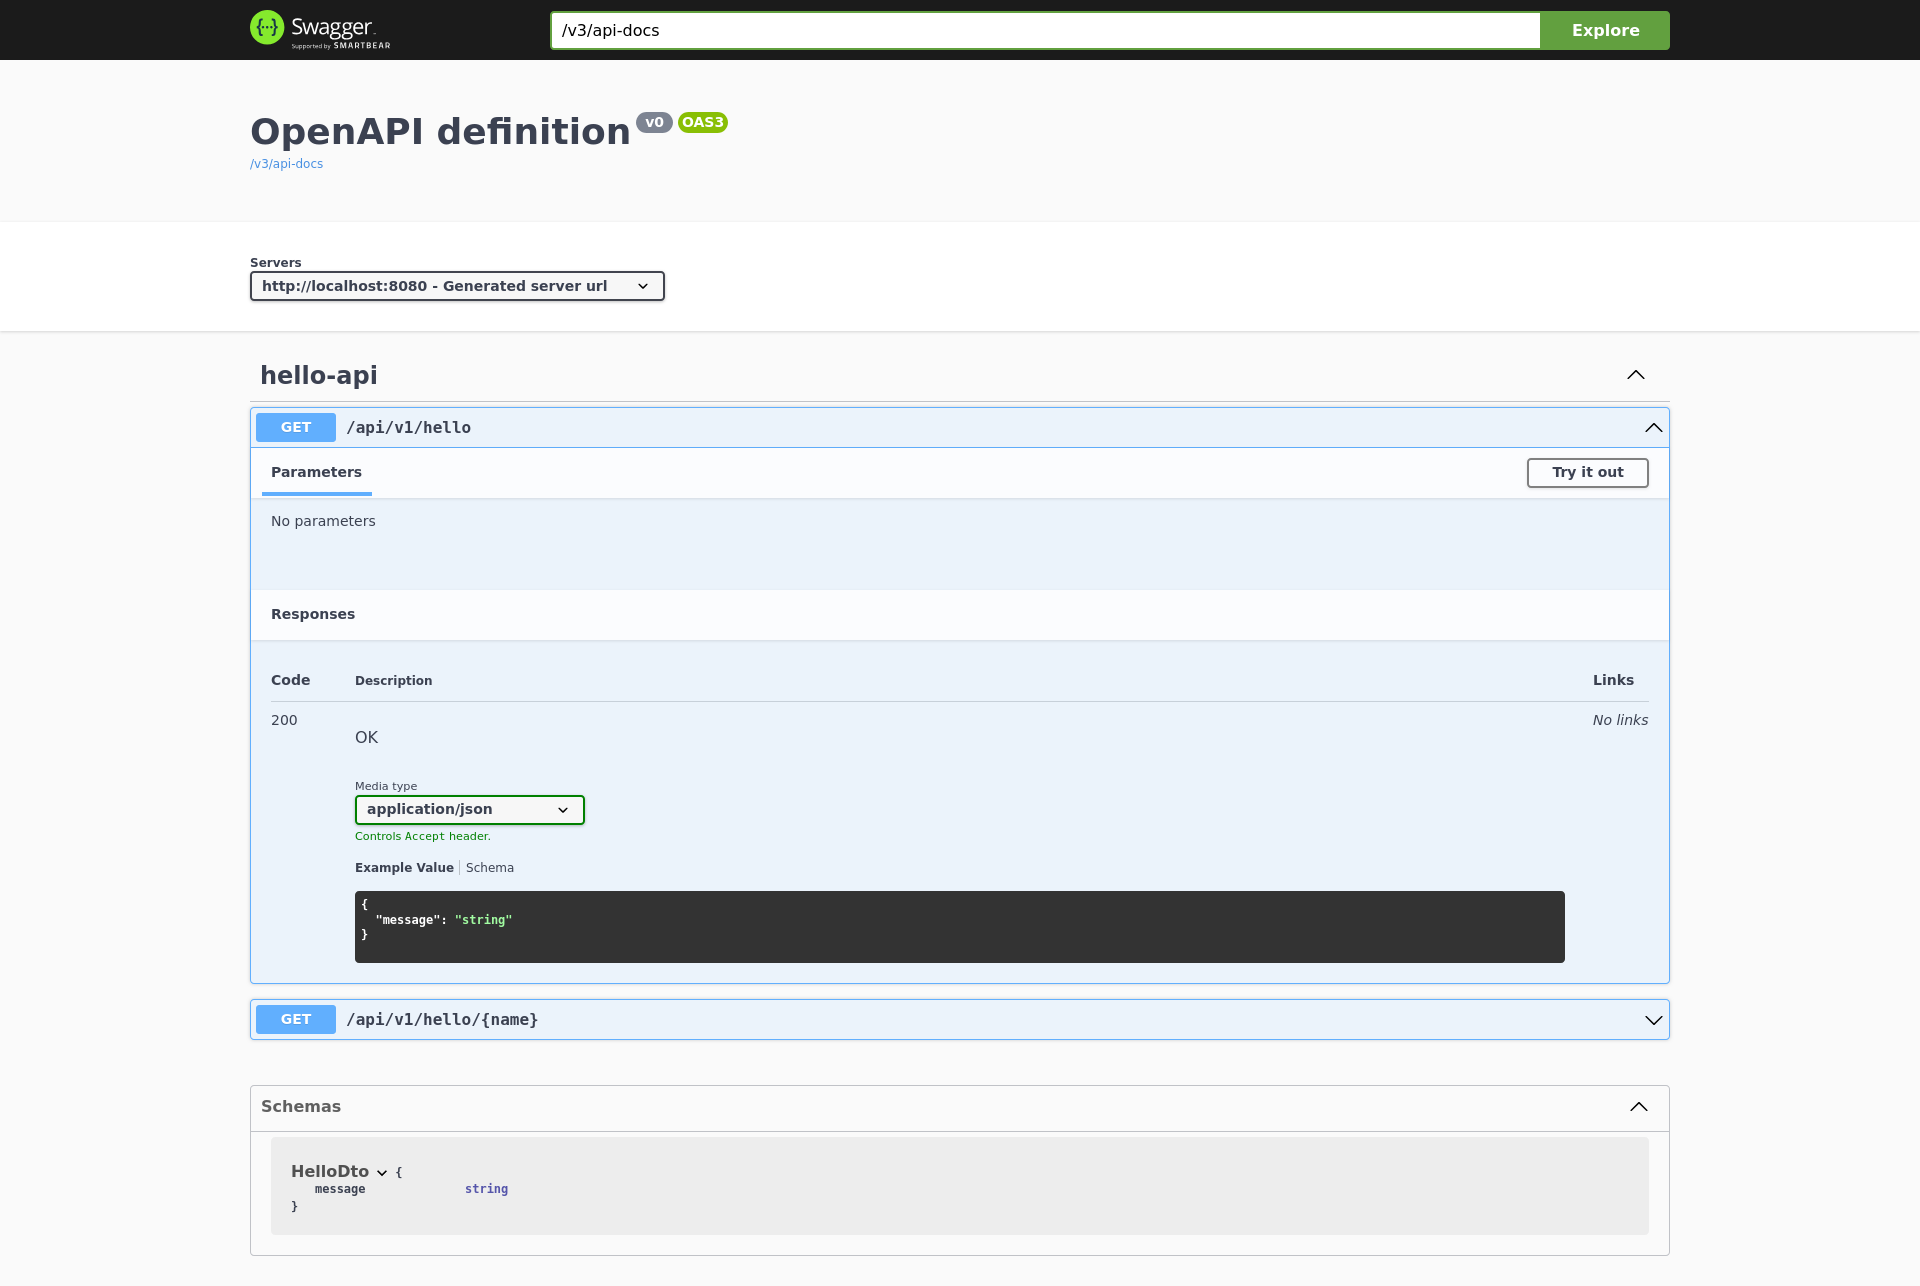 Swagger
Supported by SMARTBEAR
/v3/api-docs
Explore
OpenAPI definition v0 OAS3
/v3/api-docs
Servers
http://localhost:8080 - Generated server url
hello-api
GET /api/v1/hello
Parameters
Try it out
No parameters
Responses
Code Description Links
200 No links
OK
Media type
application/json
Controls Accept header.
Example Value Schema
{
  "message": "string"
}
GET /api/v1/hello/{name}
Schemas
HelloDto {
message string
}